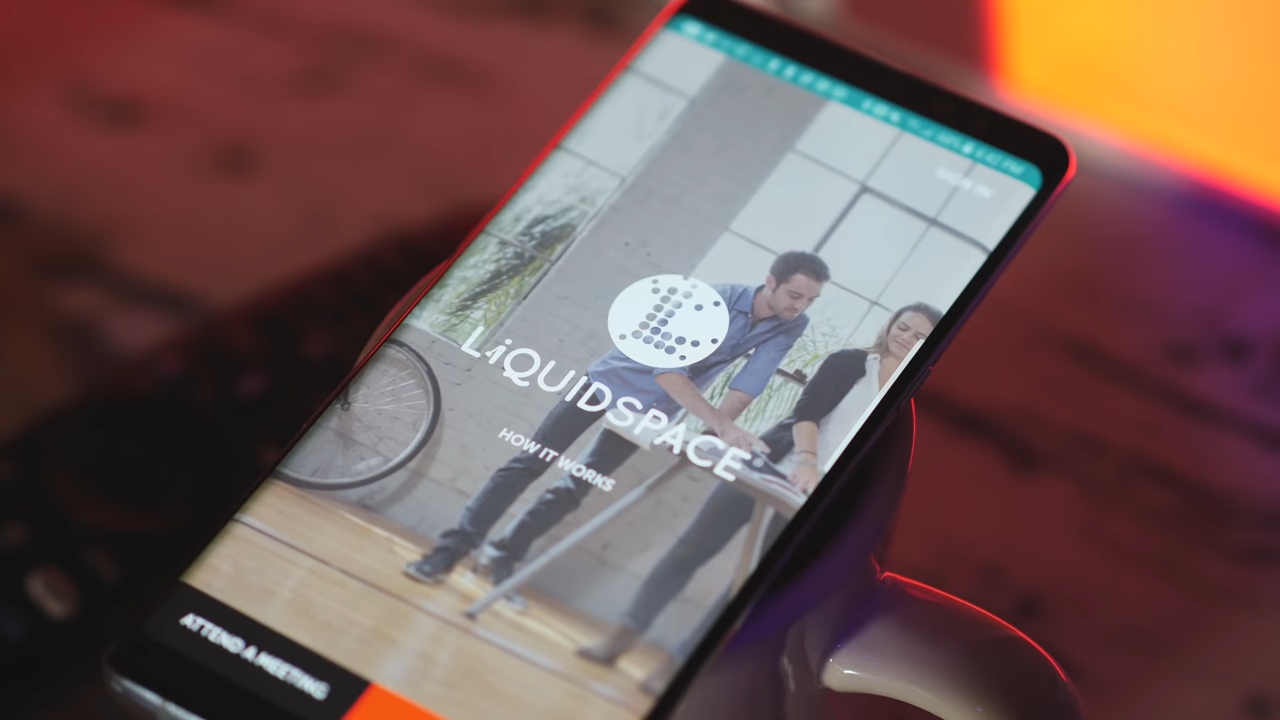 SIGN IN
LiQUIDSPACE
HOW IT WORKS
ATTEND A MEETING